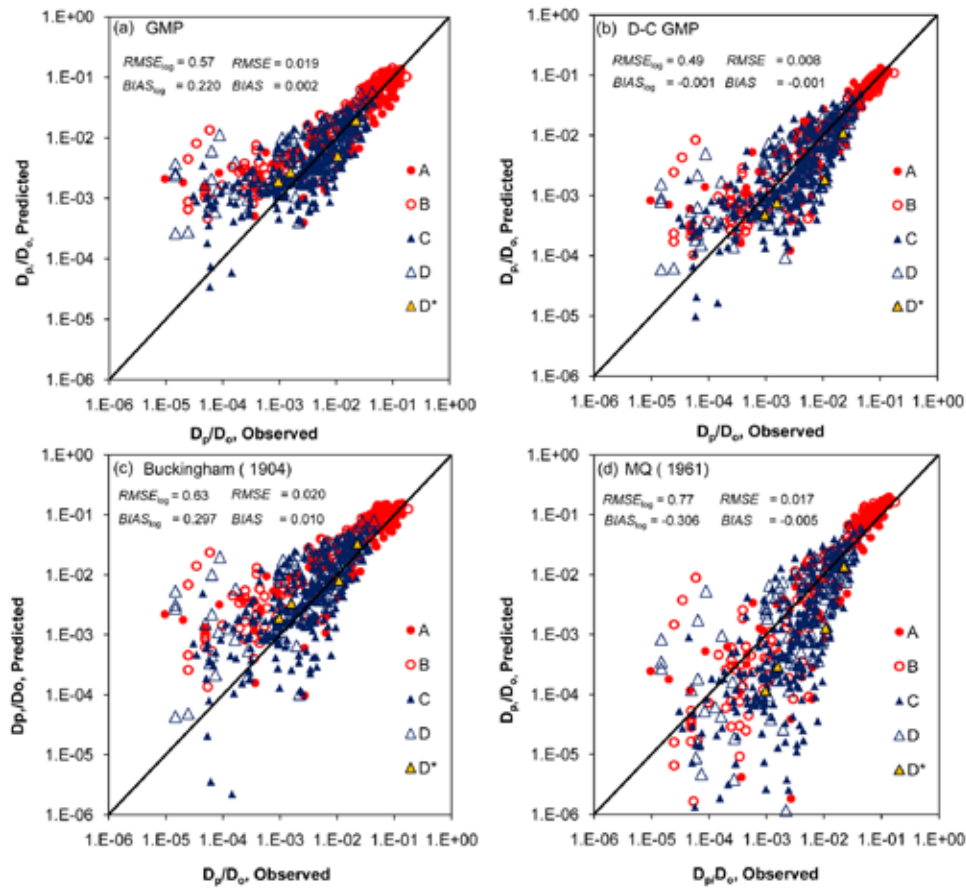 (a) GMP
RMSElog = 0.57 RMSE = 0.019
BIASlog = 0.220 BIAS = 0.002
1.E+00
1.E-01
1.E-02
1.E-03
1.E-04
1.E-05
1.E-06
Dp/Do, Predicted
A
B
C
D
D*
1.E-06 1.E-05 1.E-04 1.E-03 1.E-02 1.E-01 1.E+00
Dp/Do, Observed
(b) D-C GMP
RMSElog = 0.49 RMSE = 0.008
BIASlog = -0.001 BIAS = -0.001
1.E+00
1.E-01
1.E-02
1.E-03
1.E-04
1.E-05
1.E-06
Dp/Do, Predicted
A
B
C
D
D*
1.E-06 1.E-05 1.E-04 1.E-03 1.E-02 1.E-01 1.E+00
Dp/Do, Observed
(c) Buckingham ( 1904)
RMSElog = 0.63 RMSE = 0.020
BIASlog = 0.297 BIAS = 0.010
1.E+00
1.E-01
1.E-02
1.E-03
1.E-04
1.E-05
1.E-06
Dp,/Do, Predicted
A
B
C
D
D*
1.E-06 1.E-05 1.E-04 1.E-03 1.E-02 1.E-01 1.E+00
Dp/Do, Observed
(d) MQ ( 1961)
RMSElog = 0.77 RMSE = 0.017
BIASlog = -0.306 BIAS = -0.005
1.E+00
1.E-01
1.E-02
1.E-03
1.E-04
1.E-05
1.E-06
Dp/Do, Predicted
A
B
C
D
D*
1.E-06 1.E-05 1.E-04 1.E-03 1.E-02 1.E-01 1.E+00
Dp/Do, Observed